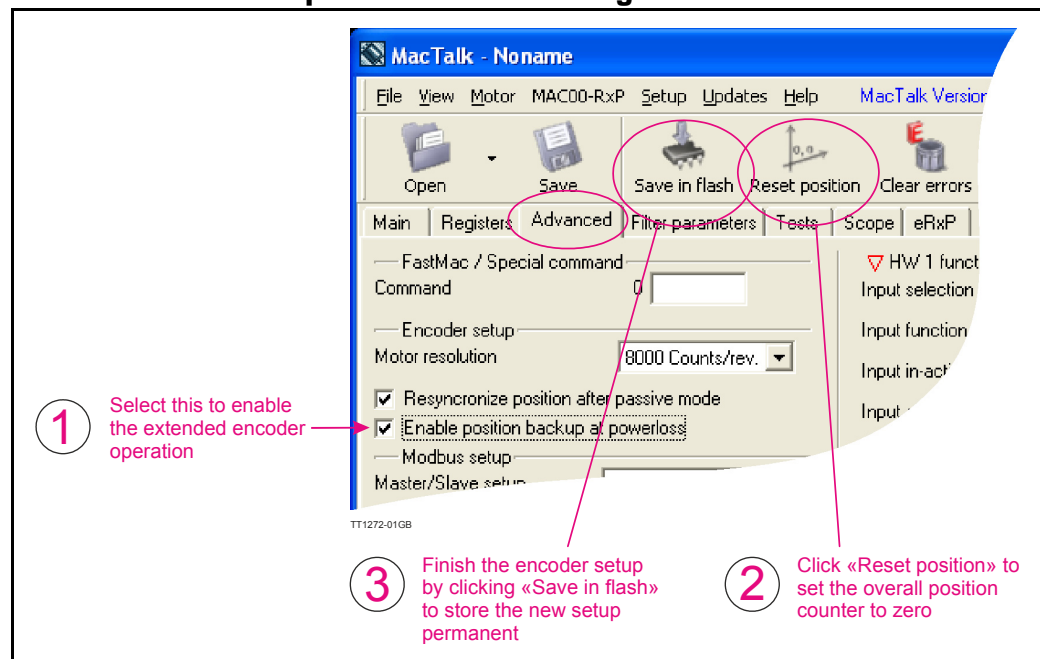 MacTalk - Noname
File View Motor MAC00-RxP Setup Updates Help MacTalk Version
Open Save Save in flash Reset position Clear errors
Main Registers Advanced Filter parameters Tests Scope eRxP
FastMac / Special command
HW 1 funct
Command 0
Input selection
Encoder setup
Input function
Motor resolution 8000 Counts/rev.
Input in-acti
Resyncronize position after passive mode
Input
Enable position backup at powerloss
Modbus setup
Master/Slave setup
1
Select this to enable
the extended encoder
operation
TT1272-01GB
3
Finish the encoder setup
by clicking «Save in flash»
to store the new setup
permanent
2
Click «Reset position» to
set the overall position
counter to zero